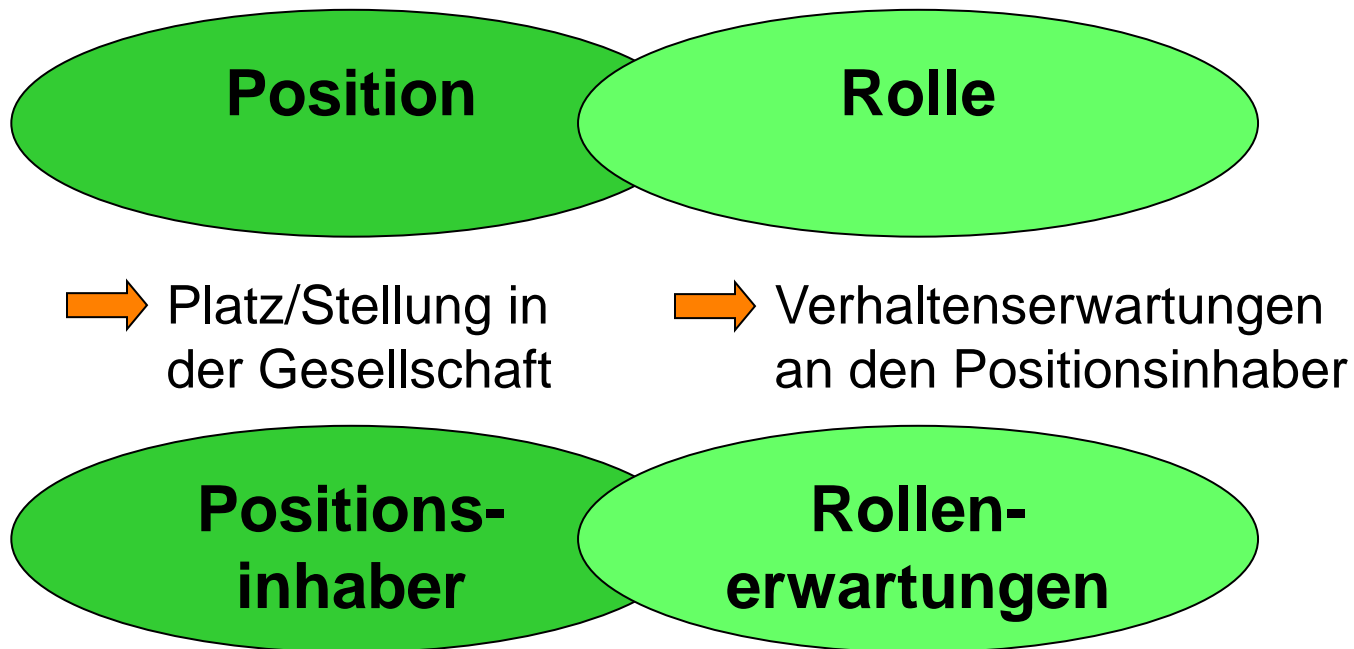 Position
Rolle
Platz/Stellung in
der Gesellschaft
Verhaltenserwartungen
an den Positionsinhaber
Positions-
inhaber
Rollen-
erwartungen